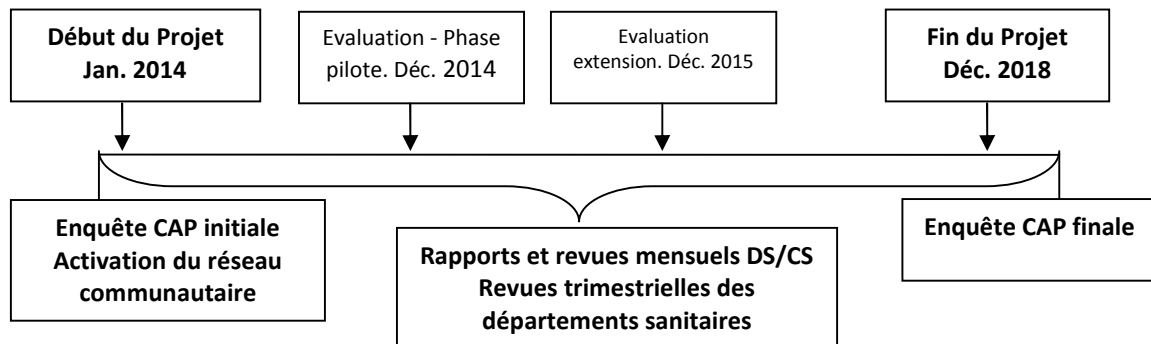 Début du Projet
Jan. 2014
Evaluation - Phase
pilote. Déc. 2014
Evaluation
extension. Déc. 2015
Fin du Projet
Déc. 2018
Enquête CAP initiale
Activation du réseau
communautaire
Rapports et revues mensuels DS/CS
Revues trimestrielles des
départements sanitaires
Enquête CAP finale